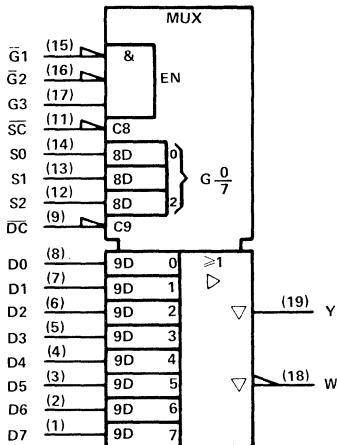 MUX
G̅1 (15) &
G̅2 (16) EN
G3 (17)
S̅C̅ (11) C8
S0 (14) 8D 0
S1 (13) 8D G 0/7
S2 (12) 8D 2
D̅C̅ (9) C9
D0 (8) 9D 0 ≥1
D1 (7) 9D 1 ▷
D2 (6) 9D 2 ▽ (19) Y
D3 (5) 9D 3
D4 (4) 9D 4
D5 (3) 9D 5 ▽ (18) W
D6 (2) 9D 6
D7 (1) 9D 7